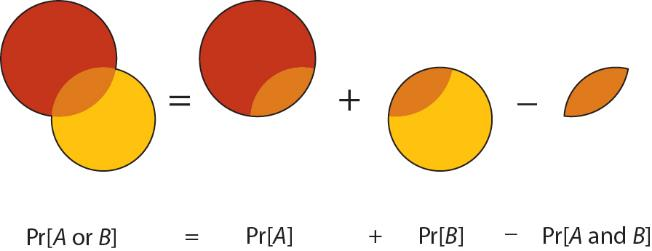 = + −
Pr[A or B] = Pr[A] + Pr[B] − Pr[A and B]